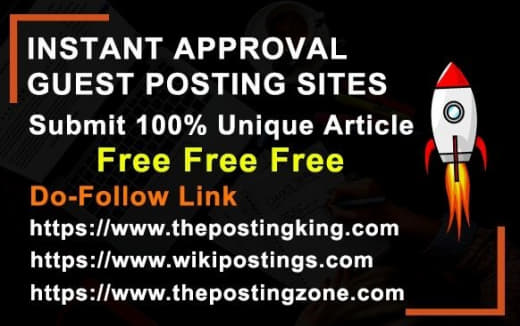 INSTANT APPROVAL
GUEST POSTING SITES
Submit 100% Unique Article
Free Free Free
Do-Follow Link
https://www.thepostingking.com
https://www.wikipostings.com
https://www.thepostingzone.com